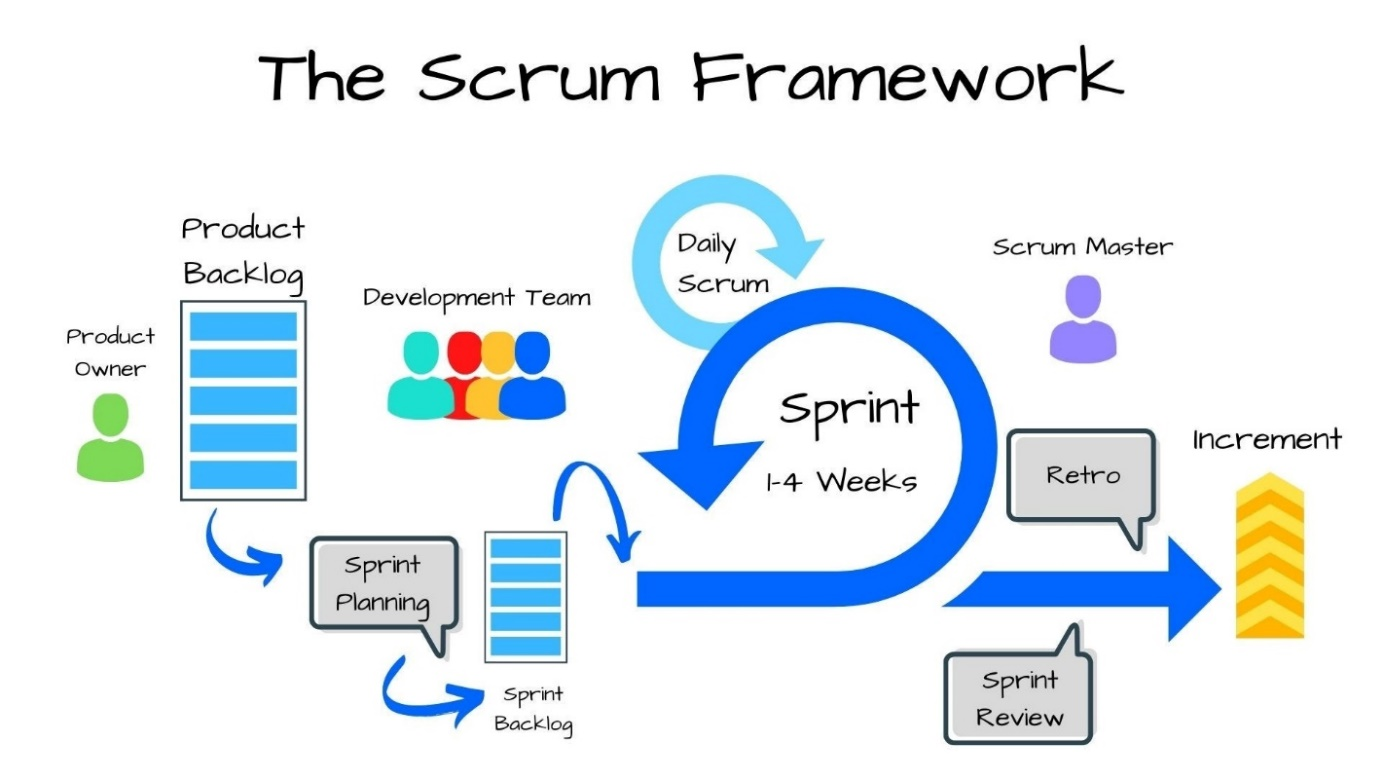 The Scrum Framework
Product
Backlog
Product
Owner
Development Team
Daily
Scrum
Scrum Master
Sprint
1-4 Weeks
Retro
Increment
Sprint
Planning
Sprint
Backlog
Sprint
Review